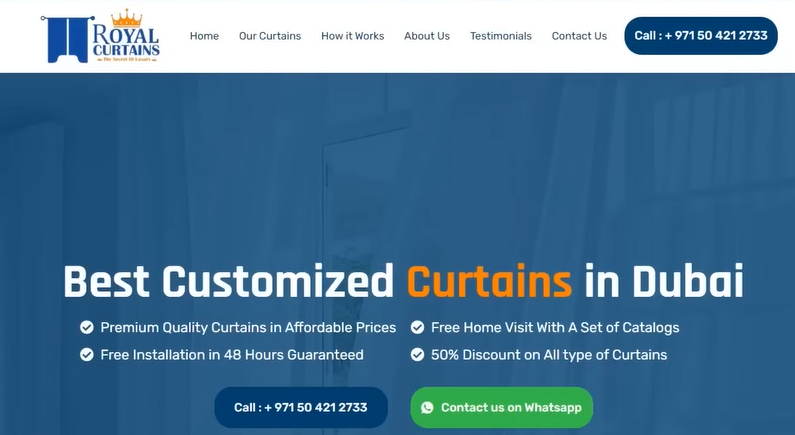 ROYAL
CURTAINS
The Secret Of Luxury
Home
Our Curtains
How it Works
About Us
Testimonials
Contact Us
Call : + 971 50 421 2733
Best Customized Curtains in Dubai
Premium Quality Curtains in Affordable Prices
Free Home Visit With A Set of Catalogs
Free Installation in 48 Hours Guaranteed
50% Discount on All type of Curtains
Call : + 971 50 421 2733
Contact us on Whatsapp